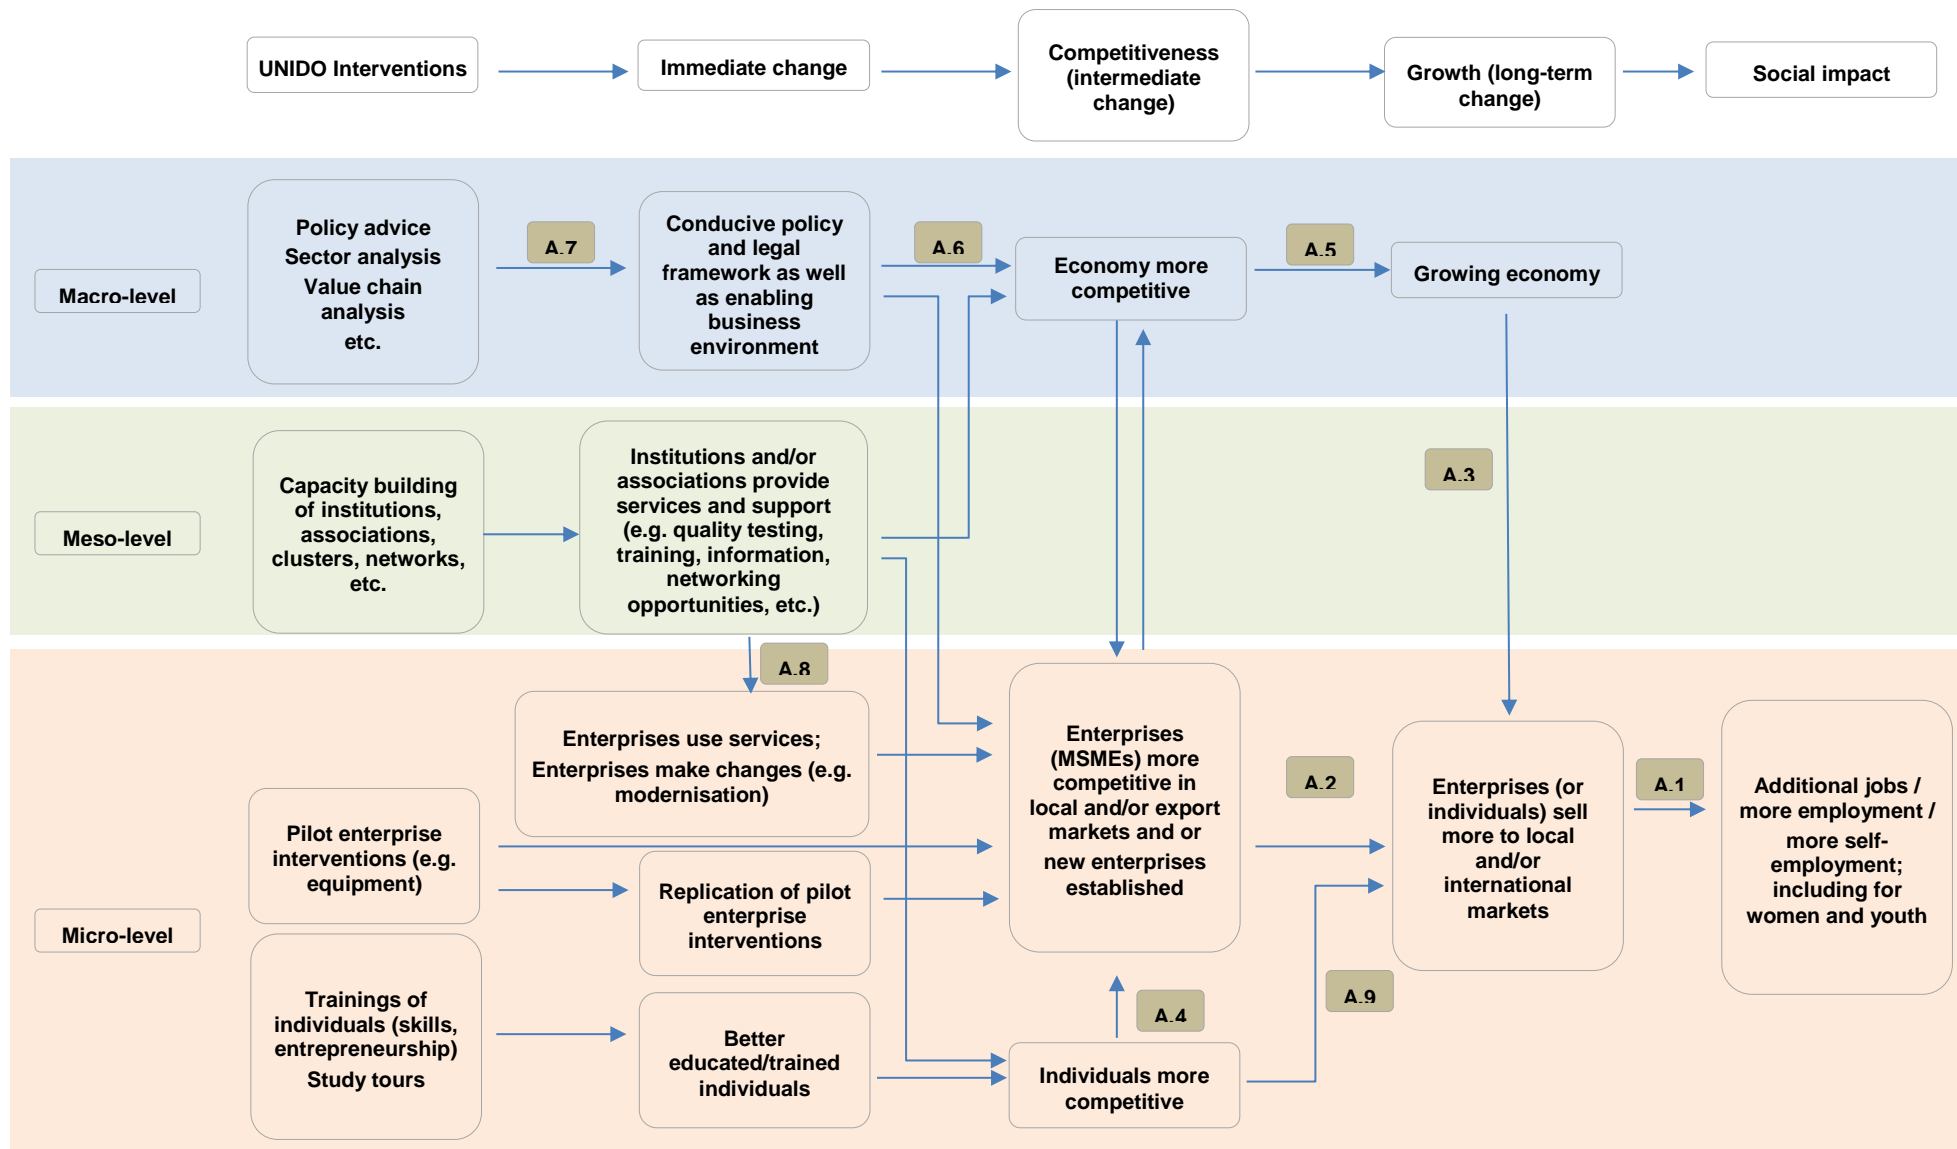 UNIDO Interventions
Immediate change
Competitiveness
(intermediate
change)
Growth (long-term
change)
Social impact
Macro-level
Policy advice
Sector analysis
Value chain
analysis
etc.
A.7
Conducive policy
and legal
framework as well
as enabling
business
environment
A.6
Economy more
competitive
A.5
Growing economy
Meso-level
Capacity building
of institutions,
associations,
clusters, networks,
etc.
Institutions and/or
associations provide
services and support
(e.g. quality testing,
training, information,
networking
opportunities, etc.)
A.3
A.8
Micro-level
Enterprises use services;
Enterprises make changes (e.g.
modernisation)
Pilot enterprise
interventions (e.g.
equipment)
Replication of pilot
enterprise
interventions
Trainings of
individuals (skills,
entrepreneurship)
Study tours
Better
educated/trained
individuals
Enterprises
(MSMEs) more
competitive in
local and/or export
markets and or
new enterprises
established
A.4
Individuals more
competitive
A.2
A.9
Enterprises (or
individuals) sell
more to local
and/or
international
markets
A.1
Additional jobs /
more employment /
more self-
employment;
including for
women and youth